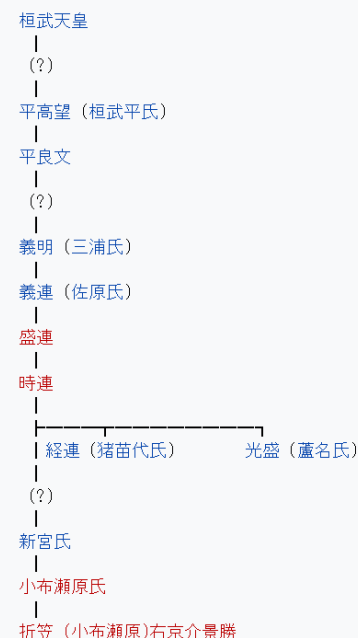 桓武天皇
(?)
平高望（桓武平氏）
平良文
(?)
義明（三浦氏）
義連（佐原氏）
盛連
時連
経連（猪苗代氏） 光盛（蘆名氏）
(?)
新宮氏
小布瀬原氏
折笠（小布瀬原)右京介景勝